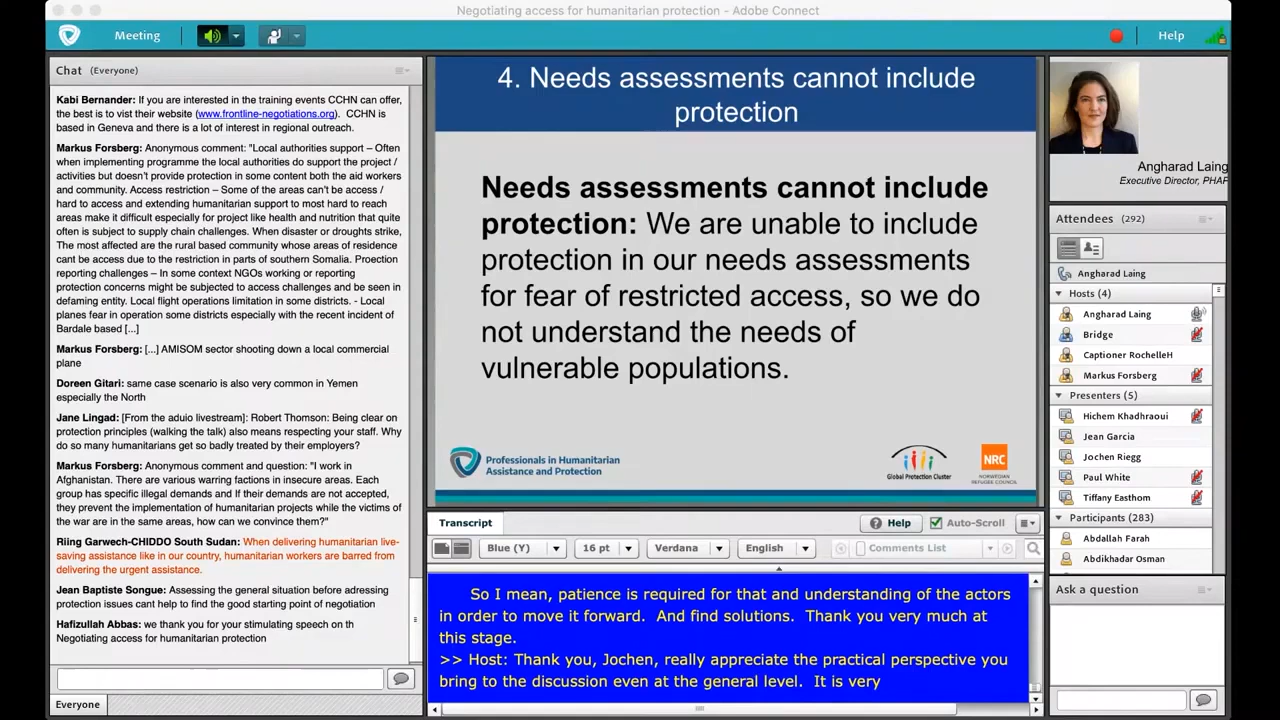 Negotiating access for humanitarian protection - Adobe Connect
Meeting
Help
Chat (Everyone)
Kabi Bernander: If you are interested in the training events CCHN can offer,
the best is to vist their website (www.frontline-negotiations.org). CCHN is
based in Geneva and there is a lot of interest in regional outreach.
Markus Forsberg: Anonymous comment: "Local authorities support – Often
when implementing programme the local authorities do support the project /
activities but doesn't provide protection in some content both the aid workers
and community. Access restriction – Some of the areas can't be access /
hard to access and extending humanitarian support to most hard to reach
areas make it difficult especially for project like health and nutrition that quite
often is subject to supply chain challenges. When disaster or droughts strike,
The most affected are the rural based community whose areas of residence
cant be access due to the restriction in parts of southern Somalia. Proection
reporting challenges – In some context NGOs working or reporting
protection concerns might be subjected to access challenges and be seen in
defaming entity. Local flight operations limitation in some districts. - Local
planes fear in operation some districts especially with the recent incident of
Bardale based [...]
Markus Forsberg: [...] AMISOM sector shooting down a local commercial
plane
Doreen Gitari: same case scenario is also very common in Yemen
especially the North
Jane Lingad: [From the aduio livestream]: Robert Thomson: Being clear on
protection principles (walking the talk) also means respecting your staff. Why
do so many humanitarians get so badly treated by their employers?
Markus Forsberg: Anonymous comment and question: "I work in
Afghanistan. There are various warring factions in insecure areas. Each
group has specific illegal demands and If their demands are not accepted,
they prevent the implementation of humanitarian projects while the victims of
the war are in the same areas, how can we convince them?"
Riing Garwech-CHIDDO South Sudan: When delivering humanitarian live-
saving assistance like in our country, humanitarian workers are barred from
delivering the urgent assistance.
Jean Baptiste Songue: Assessing the general situation before adressing
protection issues cant help to find the good starting point of negotiation
Hafizullah Abbas: we thank you for your stimulating speech on th
Negotiating access for humanitarian protection
Everyone
4. Needs assessments cannot include
protection
Needs assessments cannot include
protection: We are unable to include
protection in our needs assessments
for fear of restricted access, so we do
not understand the needs of
vulnerable populations.
Professionals in Humanitarian
Assistance and Protection
Global Protection Cluster
NRC
NORWEGIAN
REFUGEE COUNCIL
Transcript
Help
Auto-Scroll
Blue (Y)
16 pt
Verdana
English
Comments List
So I mean, patience is required for that and understanding of the actors
in order to move it forward. And find solutions. Thank you very much at
this stage.
>> Host: Thank you, Jochen, really appreciate the practical perspective you
bring to the discussion even at the general level. It is very
Angharad Laing
Executive Director, PHAP
Attendees (292)
Angharad Laing
Hosts (4)
Angharad Laing
Bridge
Captioner RochelleH
Markus Forsberg
Presenters (5)
Hichem Khadhraoui
Jean Garcia
Jochen Riegg
Paul White
Tiffany Easthom
Participants (283)
Abdallah Farah
Abdikhadar Osman
Ask a question